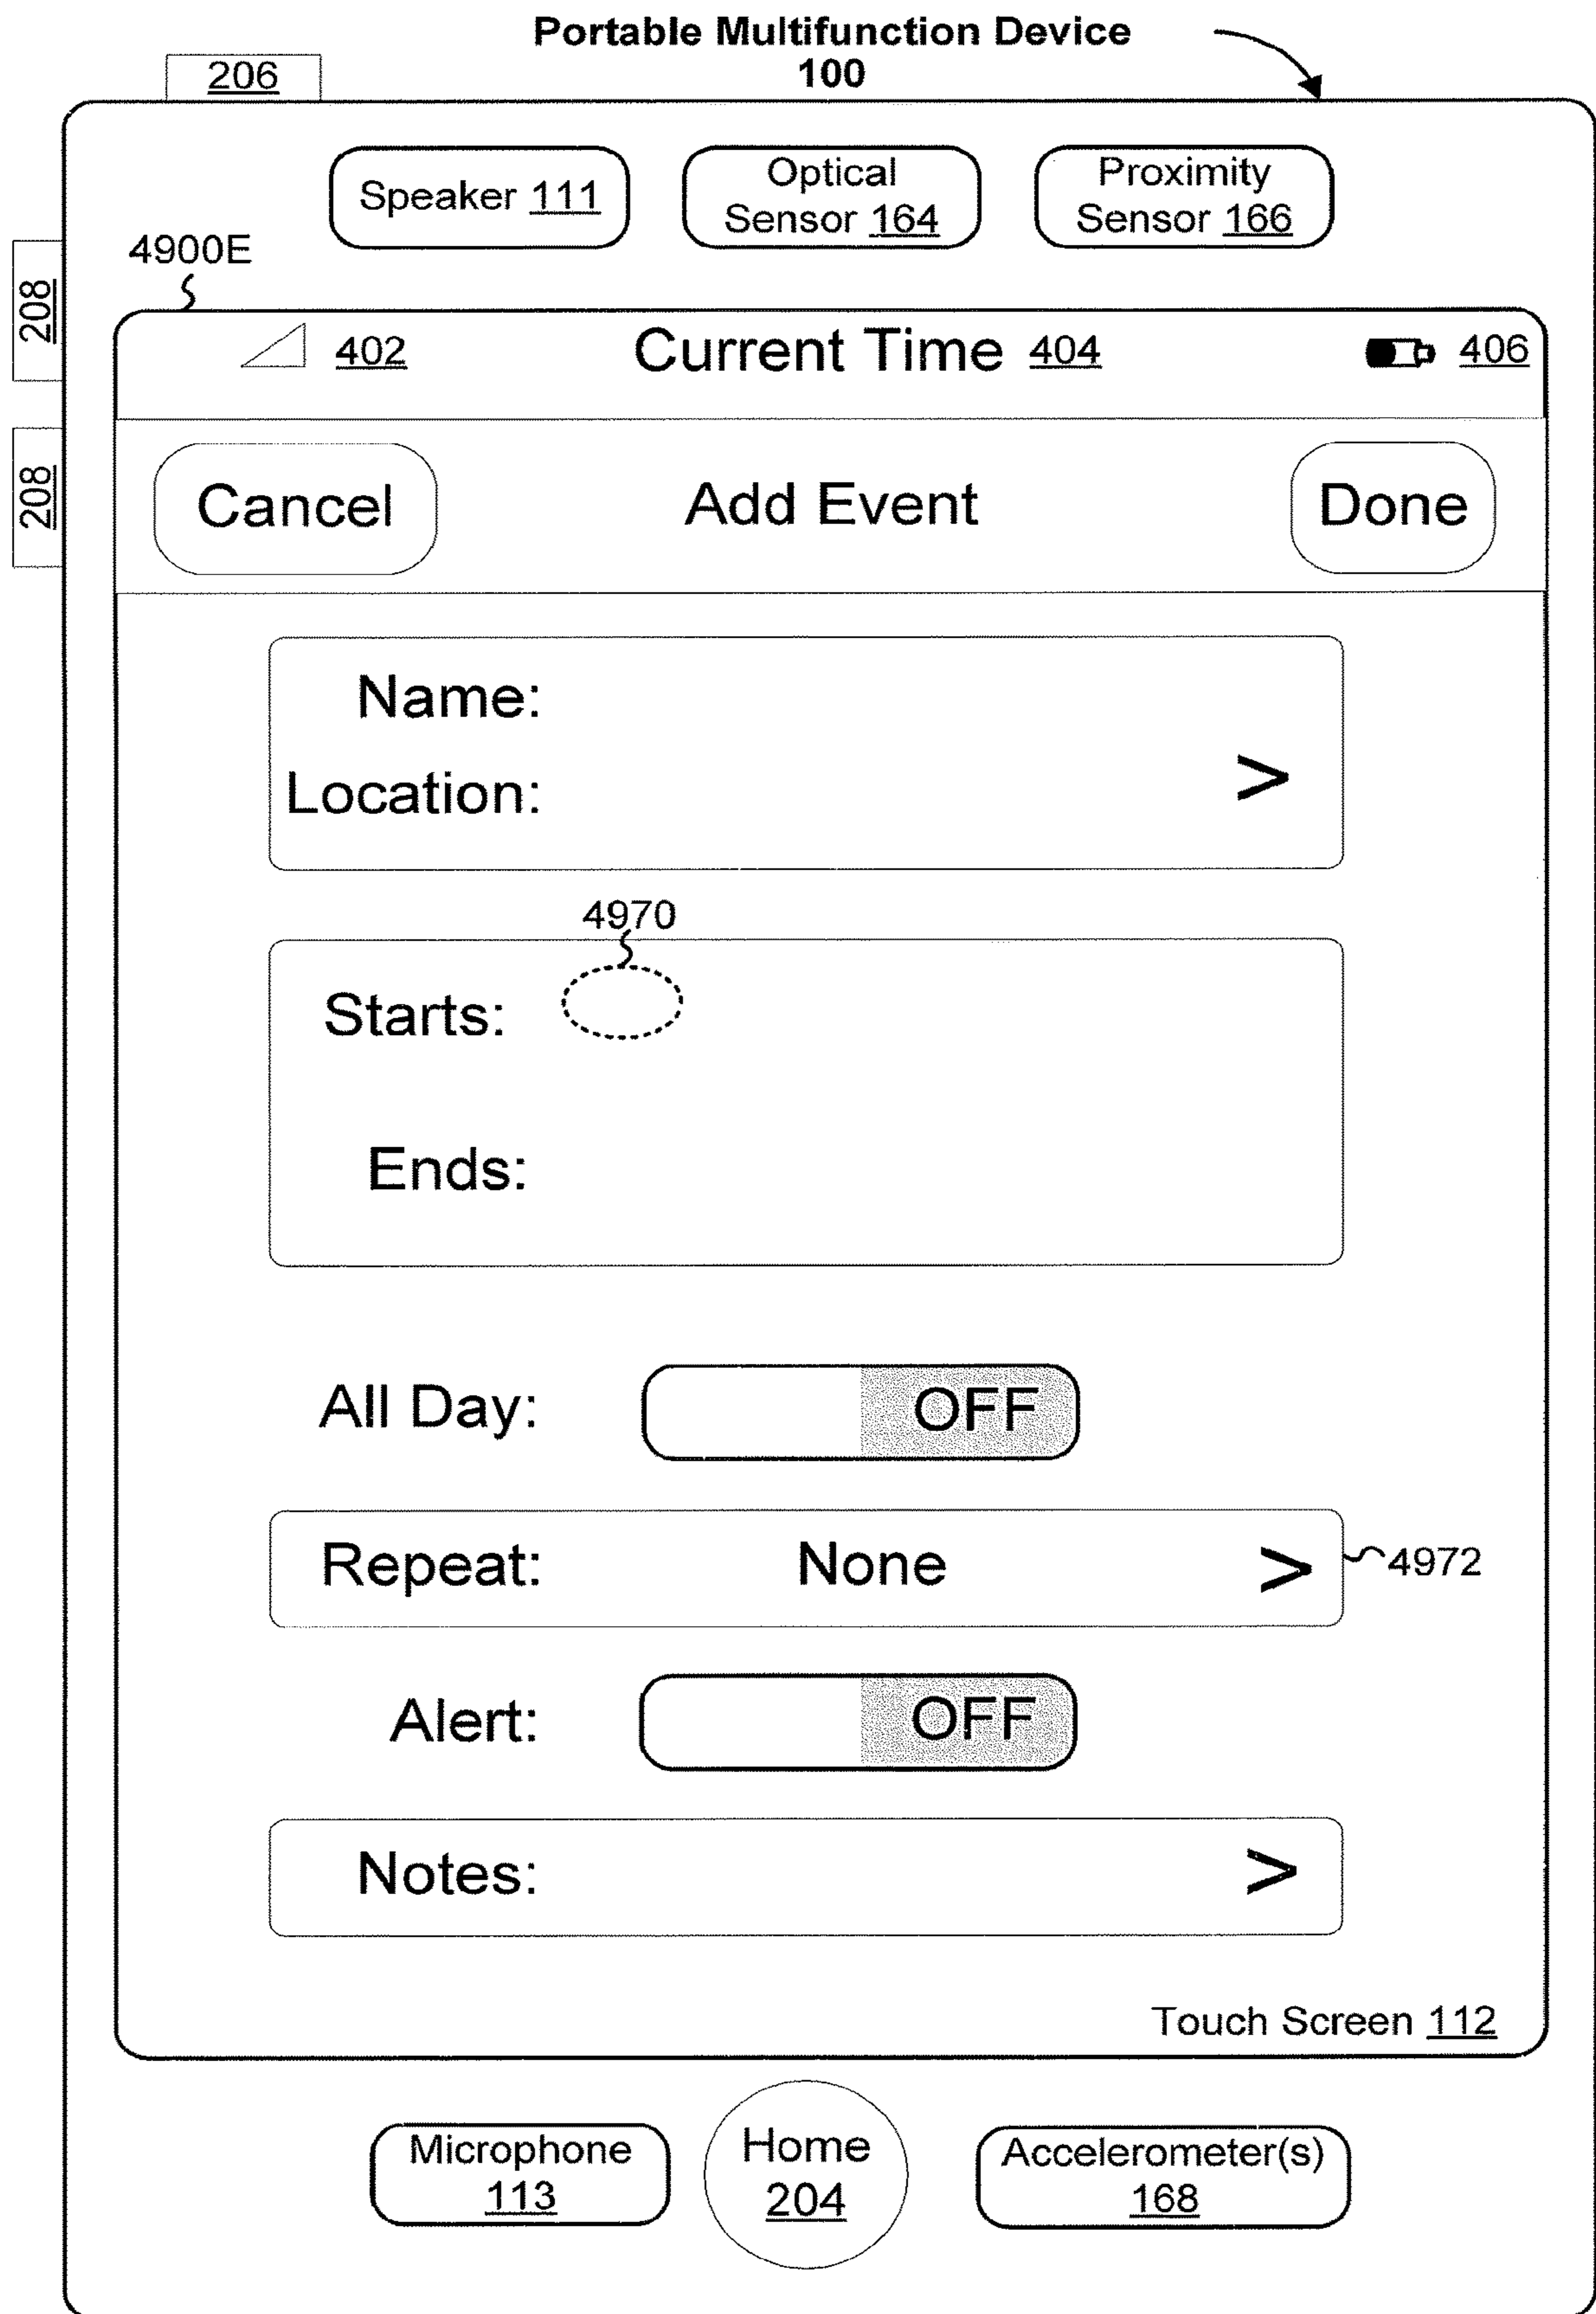 Portable Multifunction Device
100
206
Speaker 111
Optical
Sensor 164
Proximity
Sensor 166
4900E
208
208
402
Current Time 404
406
Cancel
Add Event
Done
Name:
Location:
>
4970
Starts:
Ends:
All Day:
OFF
Repeat:
None
>
4972
Alert:
OFF
Notes:
>
Touch Screen 112
Microphone
113
Home
204
Accelerometer(s)
168